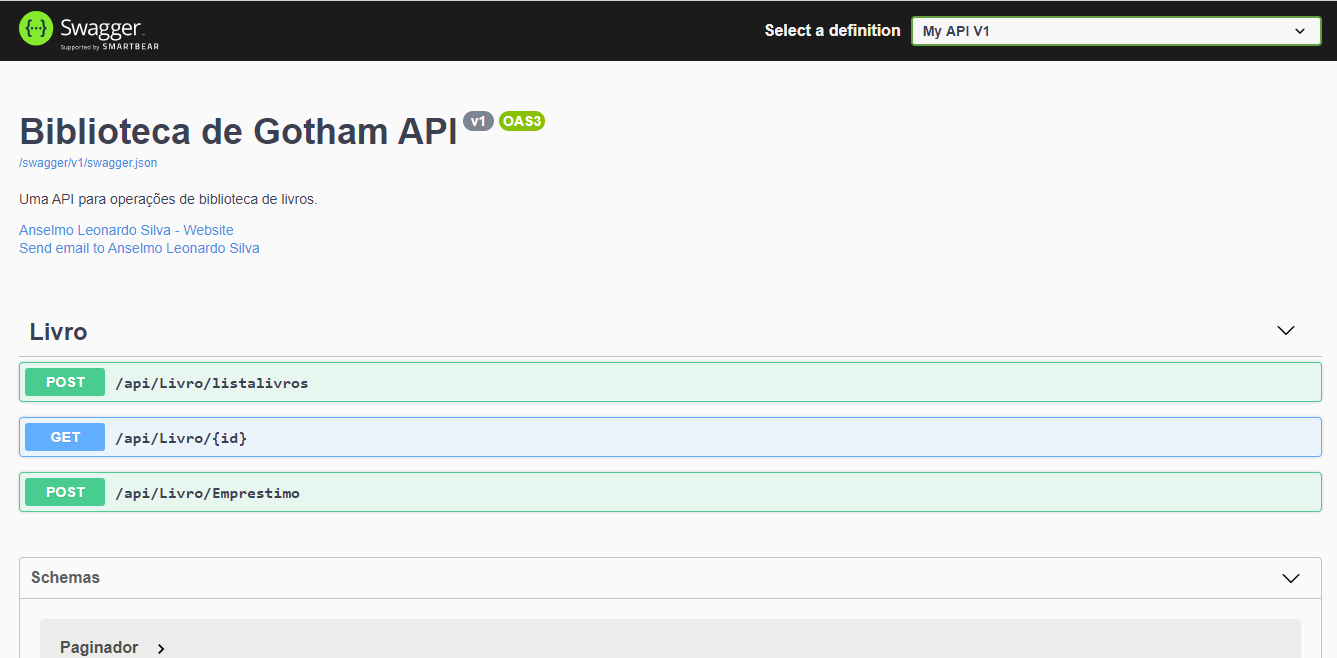 Swagger
Supported by SMARTBEAR
Select a definition
My API V1
Biblioteca de Gotham API v1 OAS3
/swagger/v1/swagger.json
Uma API para operações de biblioteca de livros.
Anselmo Leonardo Silva - Website
Send email to Anselmo Leonardo Silva
Livro
POST /api/Livro/listalivros
GET /api/Livro/{id}
POST /api/Livro/Emprestimo
Schemas
Paginador